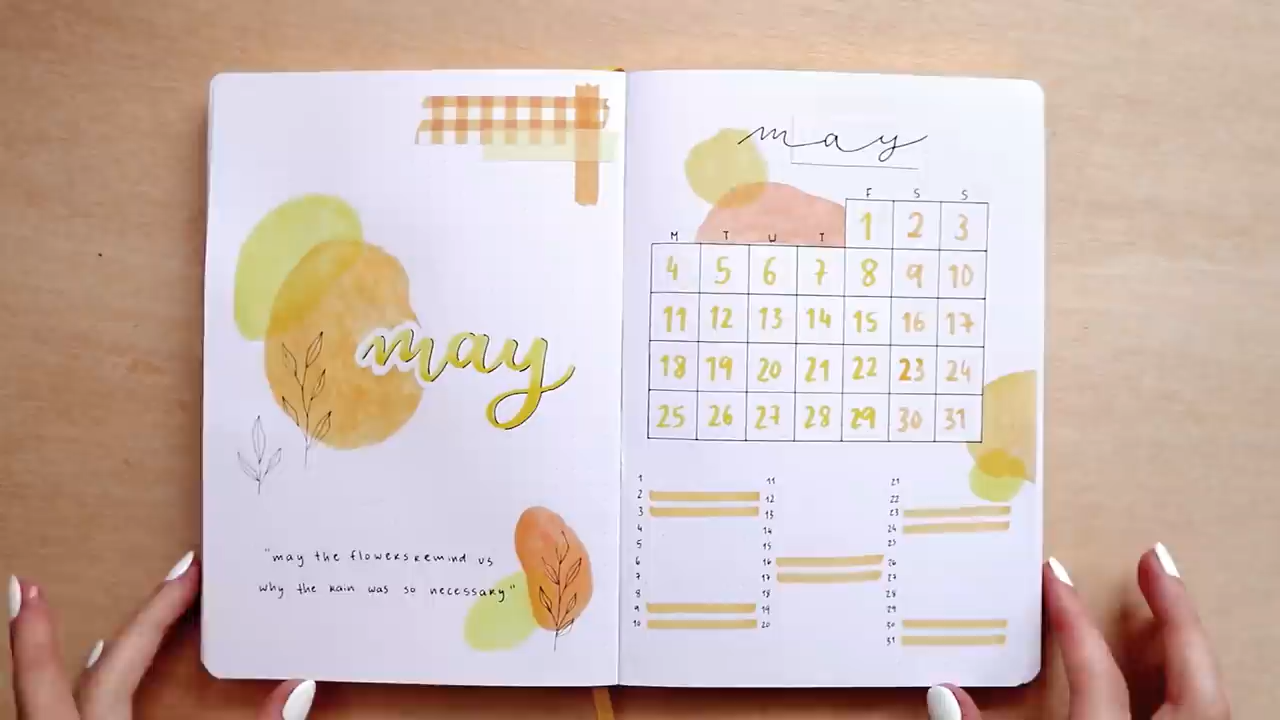 may
"may the flowers remind us
why the rain was so necessary"
may
F S S
M T W T
1 2 3
4 5 6 7 8 9 10
11 12 13 14 15 16 17
18 19 20 21 22 23 24
25 26 27 28 29 30 31
1
2
3
4
5
6
7
8
9
10
11
12
13
14
15
16
17
18
19
20
21
22
23
24
25
26
27
28
29
30
31